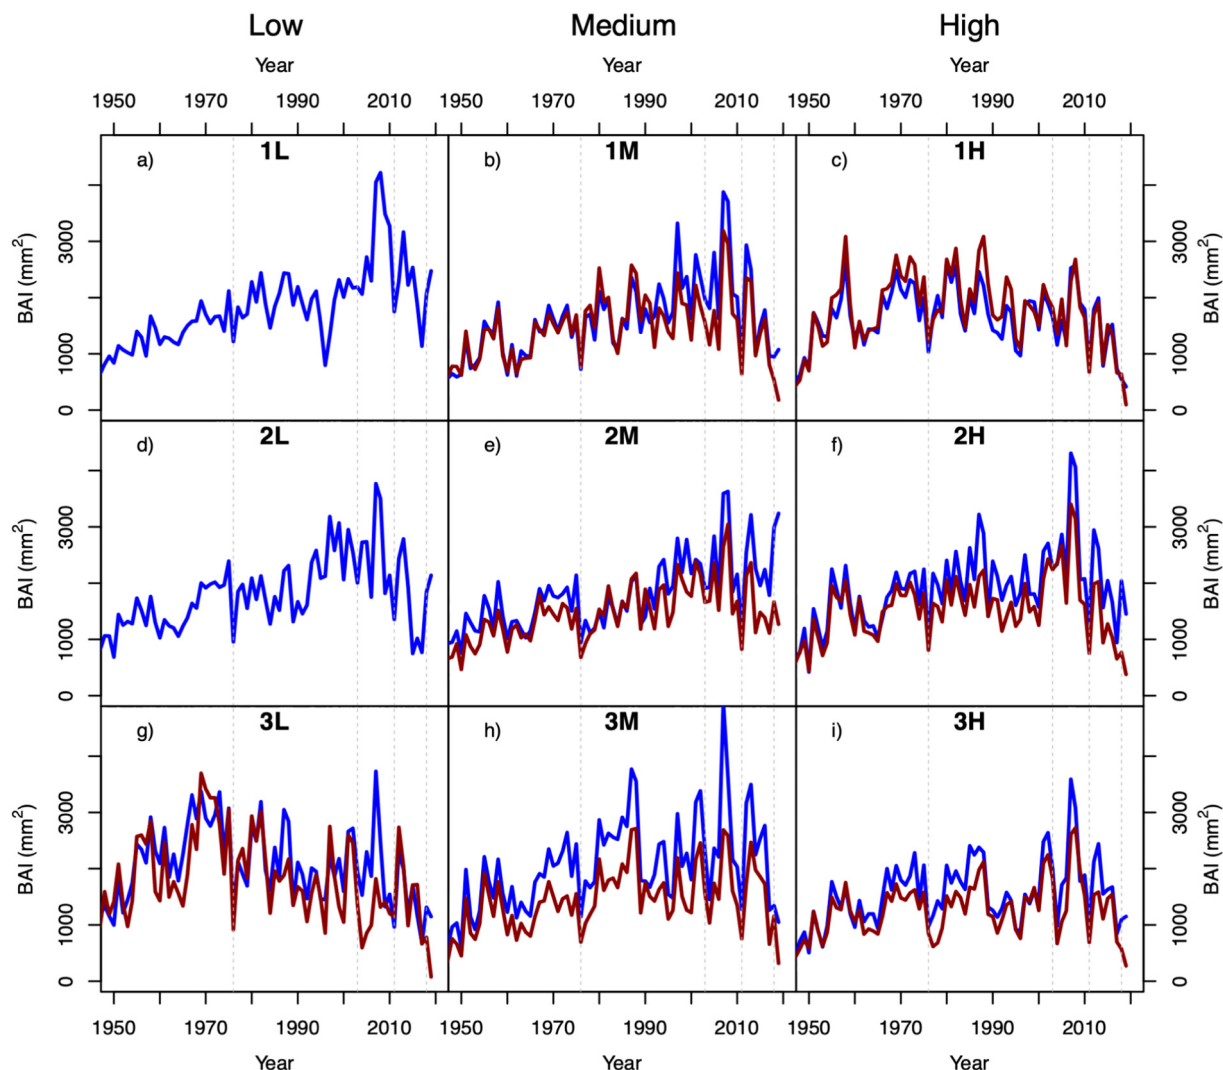 Low Medium High
Year Year
1950 1970 1990 2010 1950 1970 1990 2010 1950 1990 2010
a) 1L b) 1M c) 1H
BAI (mm²) 0 1000 3000
0 1000 3000 BAI (mm²)
d) 2L e) 2M f) 2H
BAI (mm²) 0 1000 3000
0 1000 3000 BAI (mm²)
g) 3L h) 3M i) 3H
BAI (mm²) 0 1000 3000
0 1000 3000 BAI (mm²)
1950 1970 1990 2010 1950 1970 1990 2010 1950 1970 1990 2010
Year Year Year